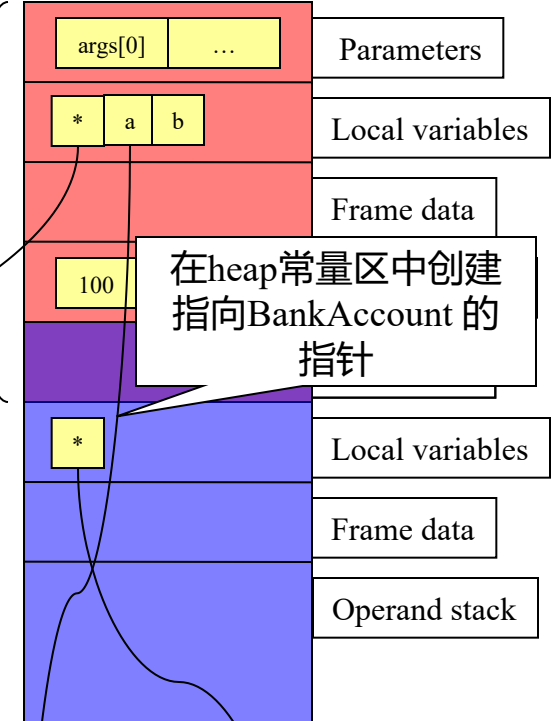 args[0] … Parameters
* a b Local variables
Frame data
100
在heap常量区中创建
指向BankAccount 的
指针
* Local variables
Frame data
Operand stack